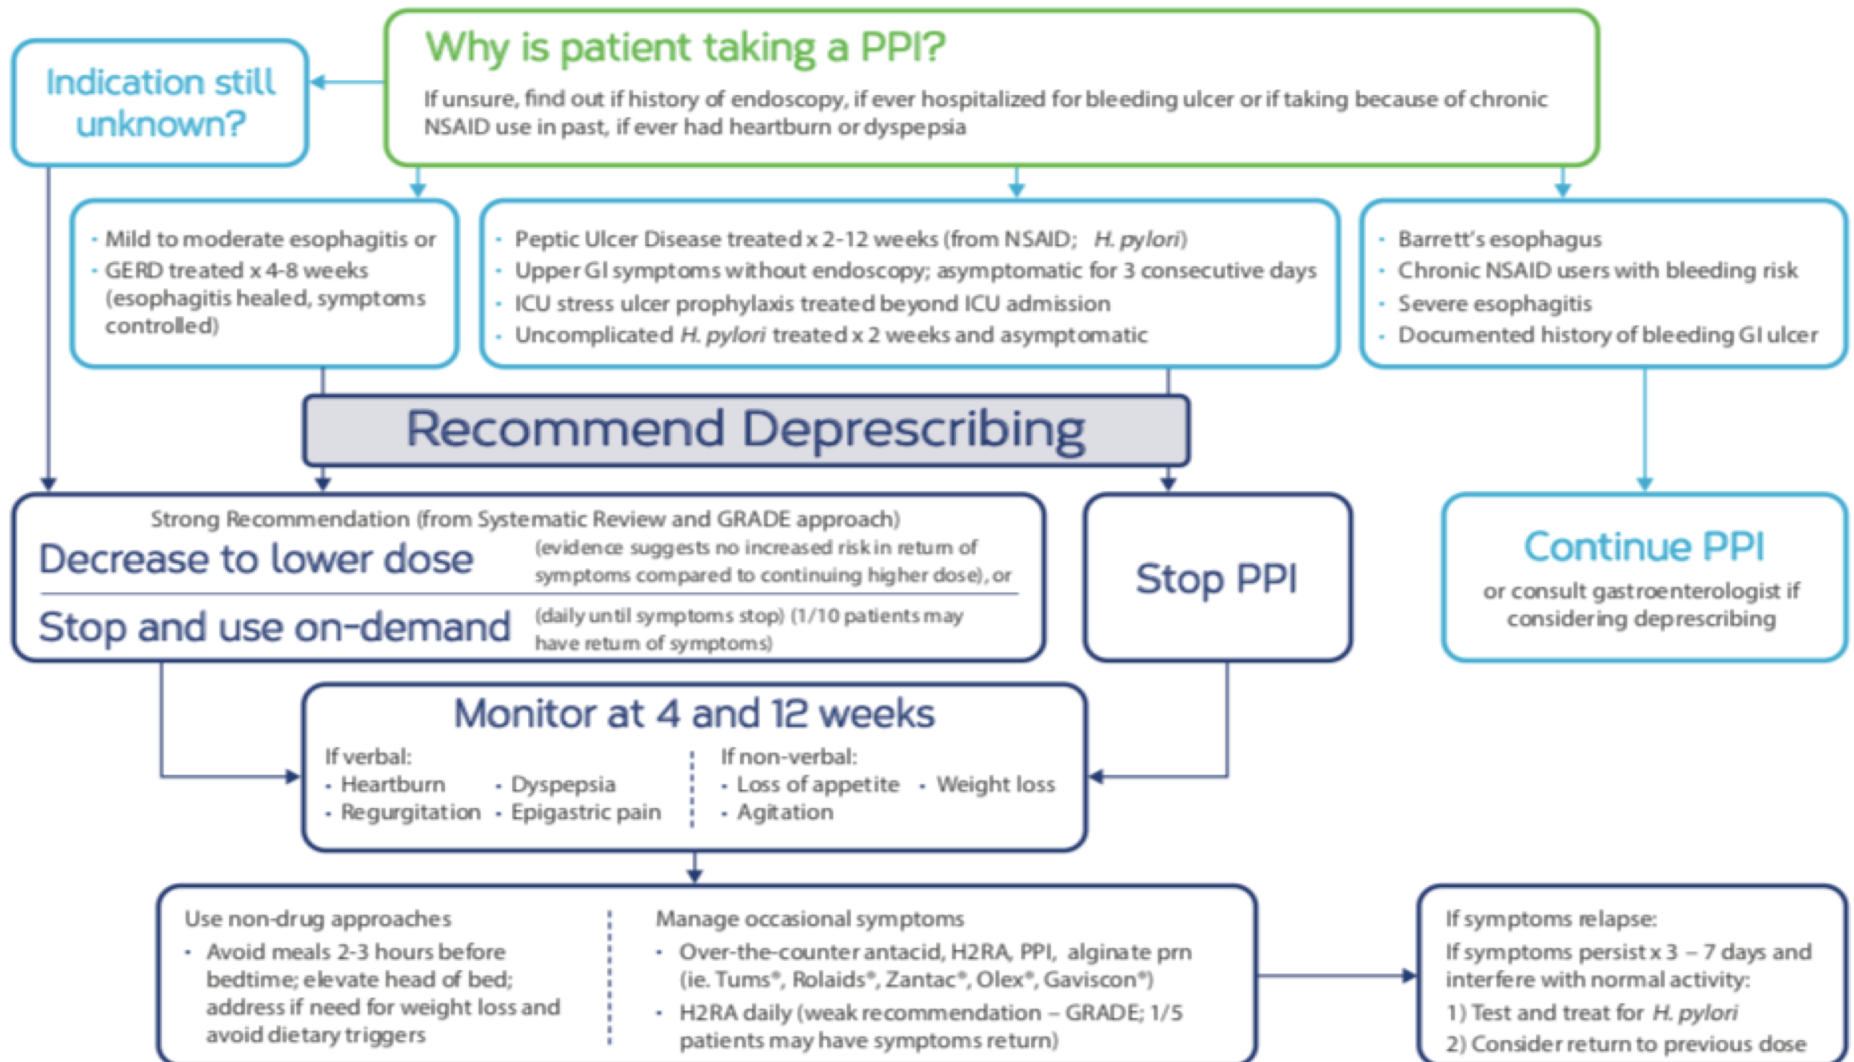 Why is patient taking a PPI?
If unsure, find out if history of endoscopy, if ever hospitalized for bleeding ulcer or if taking because of chronic
NSAID use in past, if ever had heartburn or dyspepsia
Indication still
unknown?
· Mild to moderate esophagitis or
· GERD treated x 4-8 weeks
(esophagitis healed, symptoms
controlled)
· Peptic Ulcer Disease treated x 2-12 weeks (from NSAID; H. pylori)
· Upper GI symptoms without endoscopy; asymptomatic for 3 consecutive days
· ICU stress ulcer prophylaxis treated beyond ICU admission
· Uncomplicated H. pylori treated x 2 weeks and asymptomatic
· Barrett's esophagus
· Chronic NSAID users with bleeding risk
· Severe esophagitis
· Documented history of bleeding GI ulcer
Recommend Deprescribing
Strong Recommendation (from Systematic Review and GRADE approach)
Decrease to lower dose
(evidence suggests no increased risk in return of
symptoms compared to continuing higher dose), or
Stop and use on-demand
(daily until symptoms stop) (1/10 patients may
have return of symptoms)
Stop PPI
Continue PPI
or consult gastroenterologist if
considering deprescribing
Monitor at 4 and 12 weeks
If verbal:
· Heartburn · Dyspepsia
· Regurgitation · Epigastric pain
If non-verbal:
· Loss of appetite · Weight loss
· Agitation
Use non-drug approaches
· Avoid meals 2-3 hours before
bedtime; elevate head of bed;
address if need for weight loss and
avoid dietary triggers
Manage occasional symptoms
· Over-the-counter antacid, H2RA, PPI, alginate prn
(ie. Tums®, Rolaids®, Zantac®, Olex®, Gaviscon®)
· H2RA daily (weak recommendation – GRADE; 1/5
patients may have symptoms return)
If symptoms relapse:
If symptoms persist x 3 – 7 days and
interfere with normal activity:
1) Test and treat for H. pylori
2) Consider return to previous dose